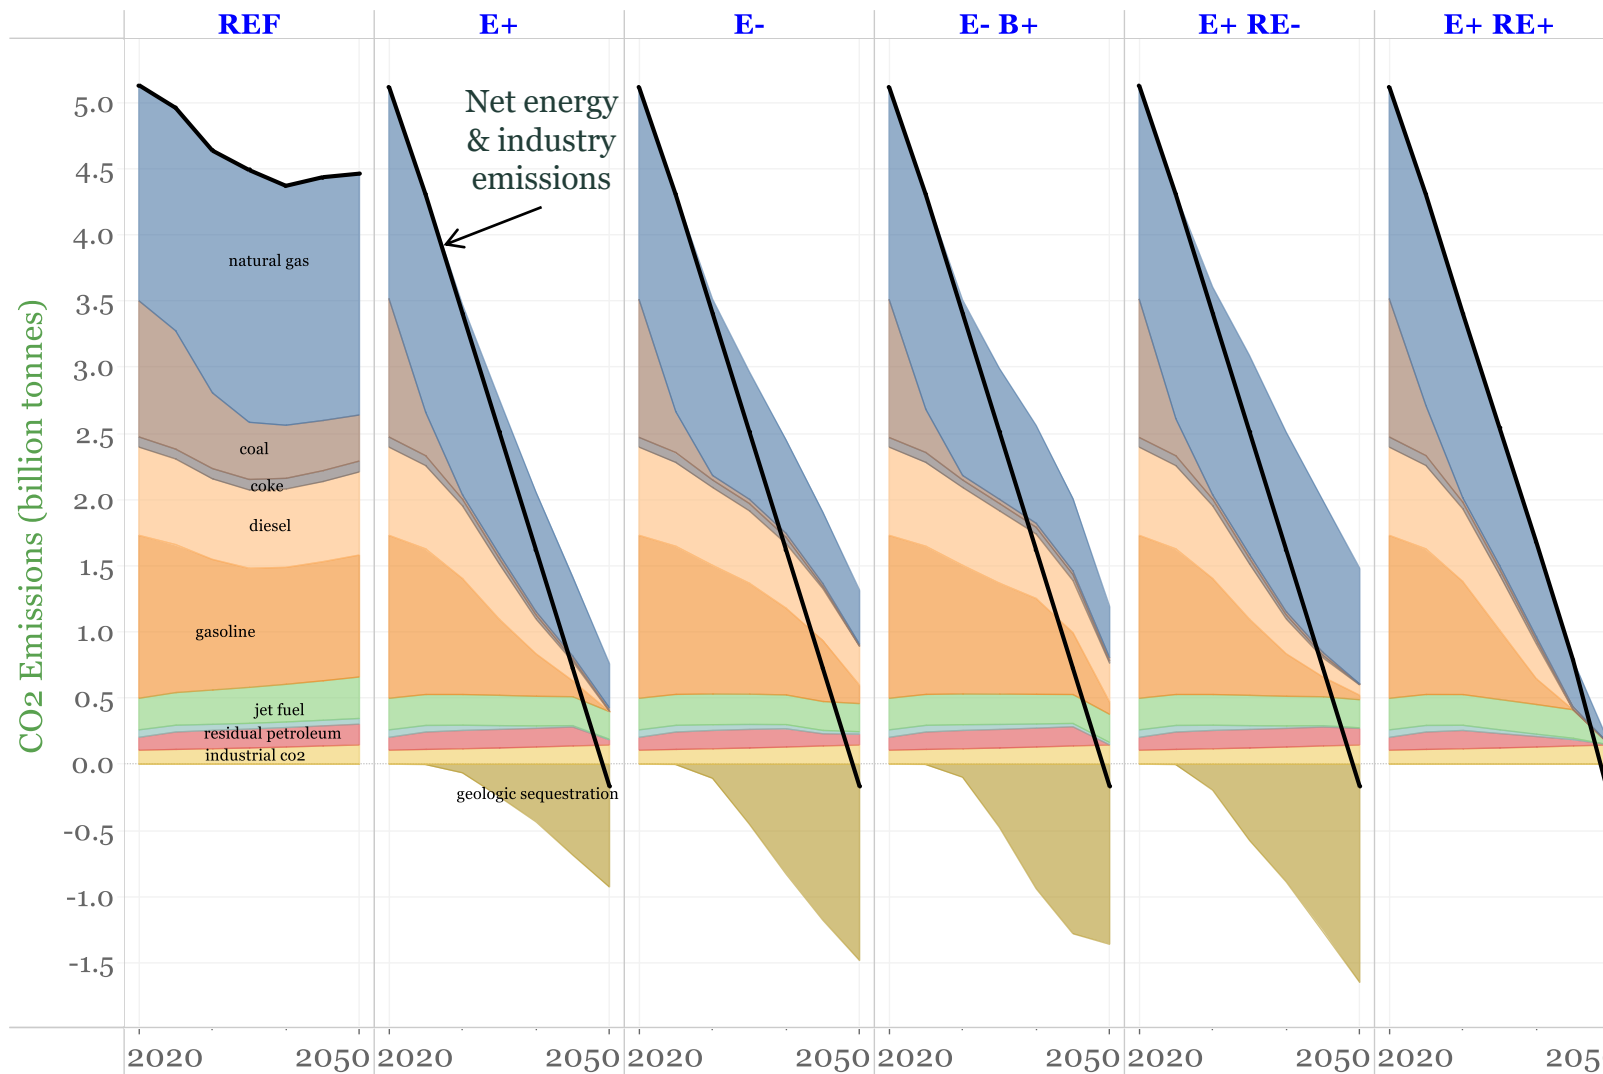 REF
E+
E-
E- B+
E+ RE-
E+ RE+
Net energy
& industry
emissions
CO2 Emissions (billion tonnes)
5.0
4.5
4.0
3.5
3.0
2.5
2.0
1.5
1.0
0.5
0.0
-0.5
-1.0
-1.5
natural gas
coal
coke
diesel
gasoline
jet fuel
residual petroleum
industrial co2
geologic sequestration
2020 2050 2020 2050 2020 2050 2020 2050 2020 2050 2020 205